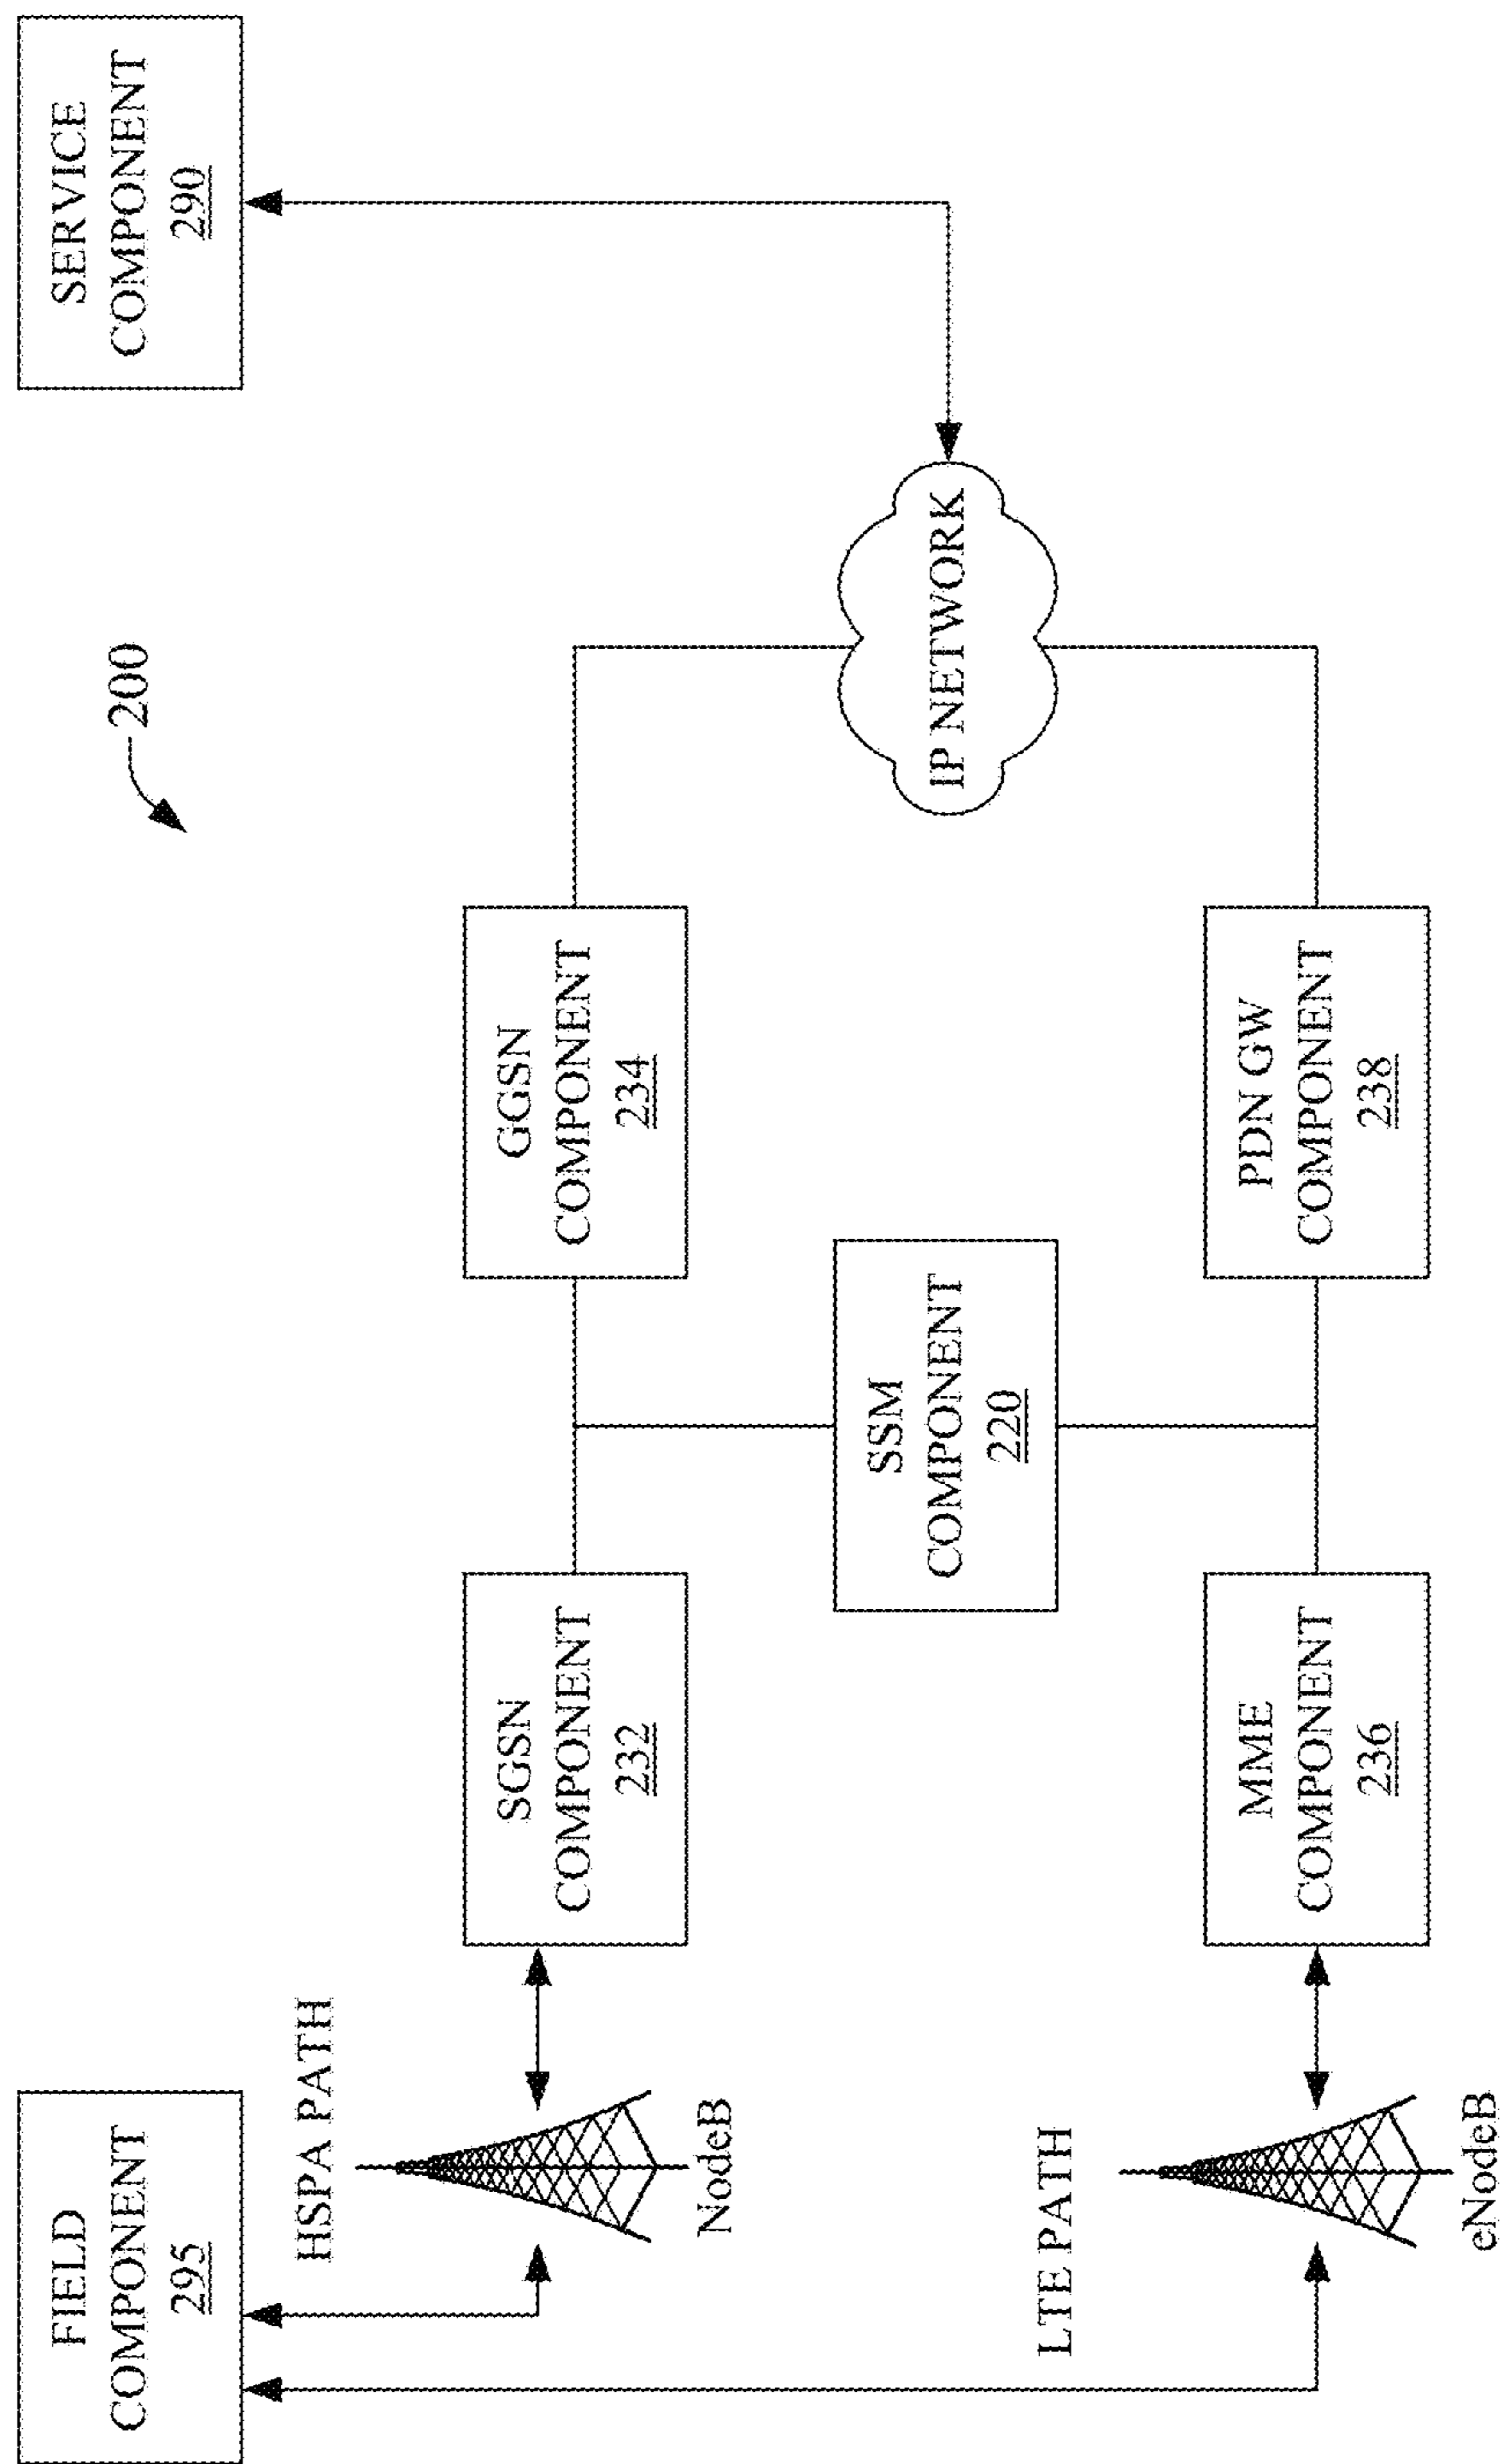 FIELD
COMPONENT
295
SERVICE
COMPONENT
290
200
HSPA PATH
SGSN
COMPONENT
232
GGSN
COMPONENT
234
NodeB
SSM
COMPONENT
220
IP NETWORK
LTE PATH
MME
COMPONENT
236
PDN GW
COMPONENT
238
eNodeB